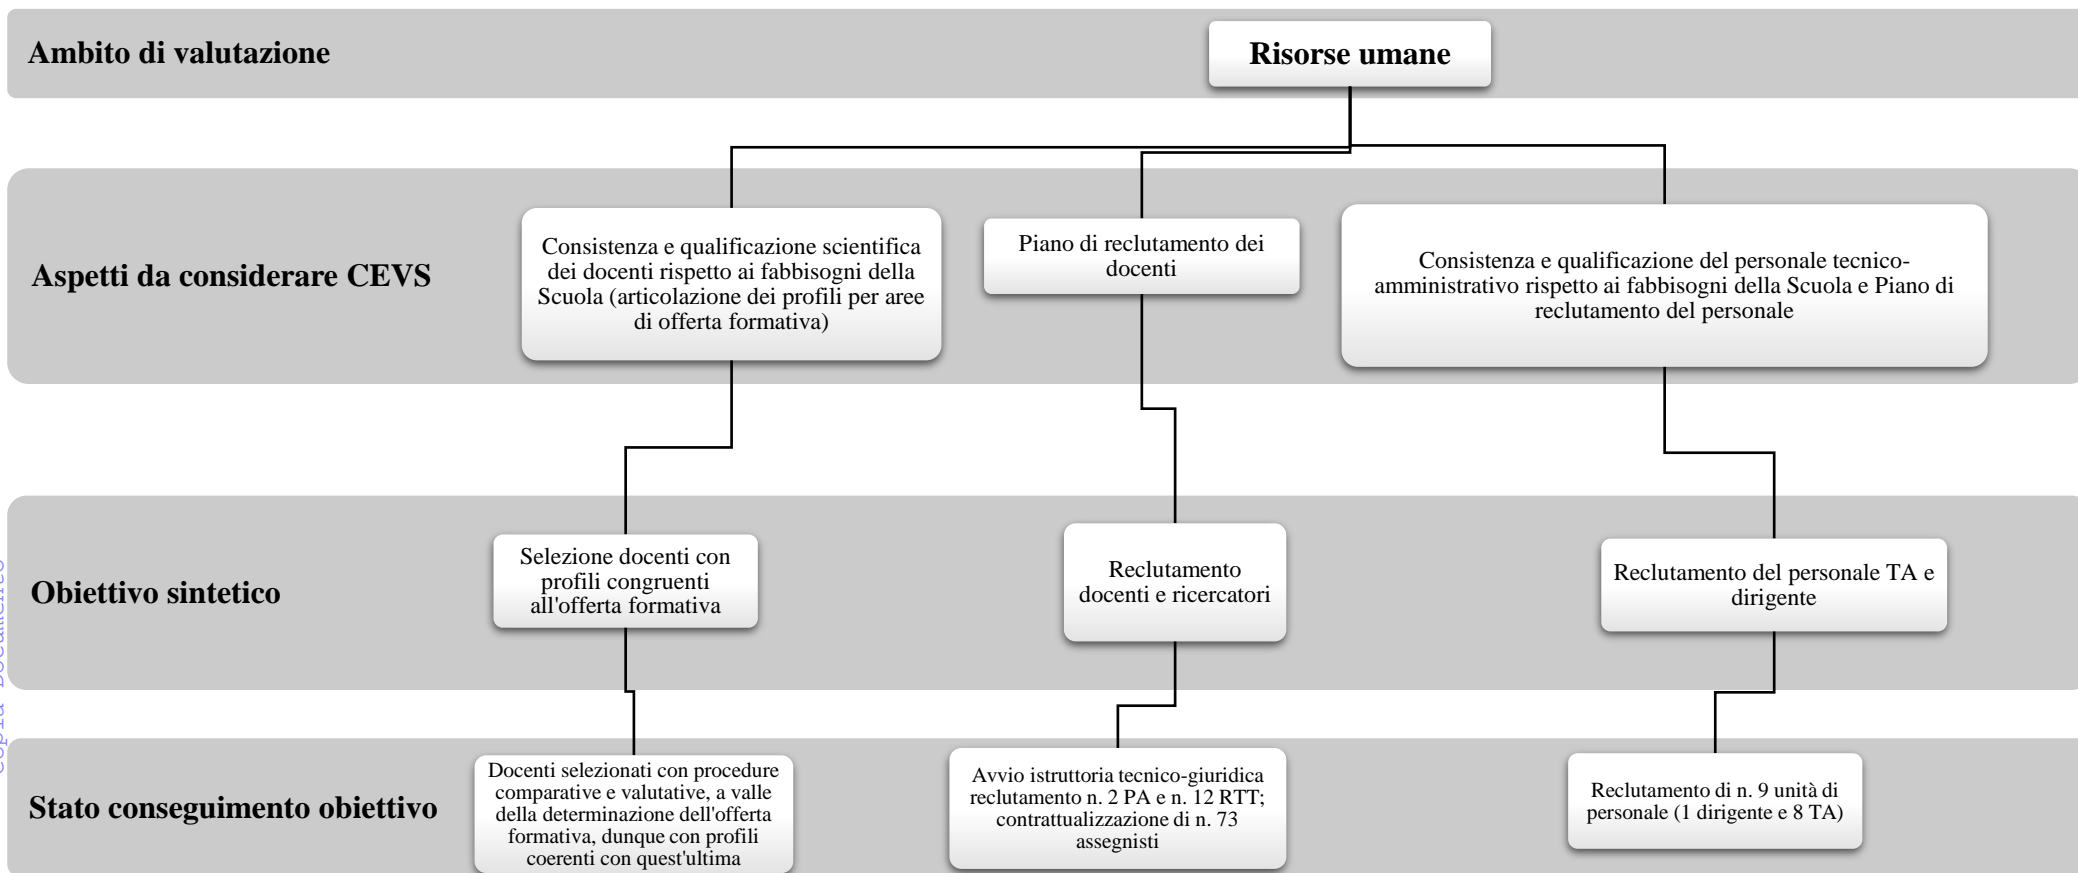 Ambito di valutazione
Risorse umane
Aspetti da considerare CEVS
Consistenza e qualificazione scientifica
dei docenti rispetto ai fabbisogni della
Scuola (articolazione dei profili per aree
di offerta formativa)
Piano di reclutamento dei
docenti
Consistenza e qualificazione del personale tecnico-
amministrativo rispetto ai fabbisogni della Scuola e Piano di
reclutamento del personale
Obiettivo sintetico
Selezione docenti con
profili congruenti
all'offerta formativa
Reclutamento
docenti e ricercatori
Reclutamento del personale TA e
dirigente
Stato conseguimento obiettivo
Docenti selezionati con procedure
comparative e valutative, a valle
della determinazione dell'offerta
formativa, dunque con profili
coerenti con quest'ultima
Avvio istruttoria tecnico-giuridica
reclutamento n. 2 PA e n. 12 RTT;
contrattualizzazione di n. 73
assegnisti
Reclutamento di n. 9 unità di
personale (1 dirigente e 8 TA)
Copia Documento